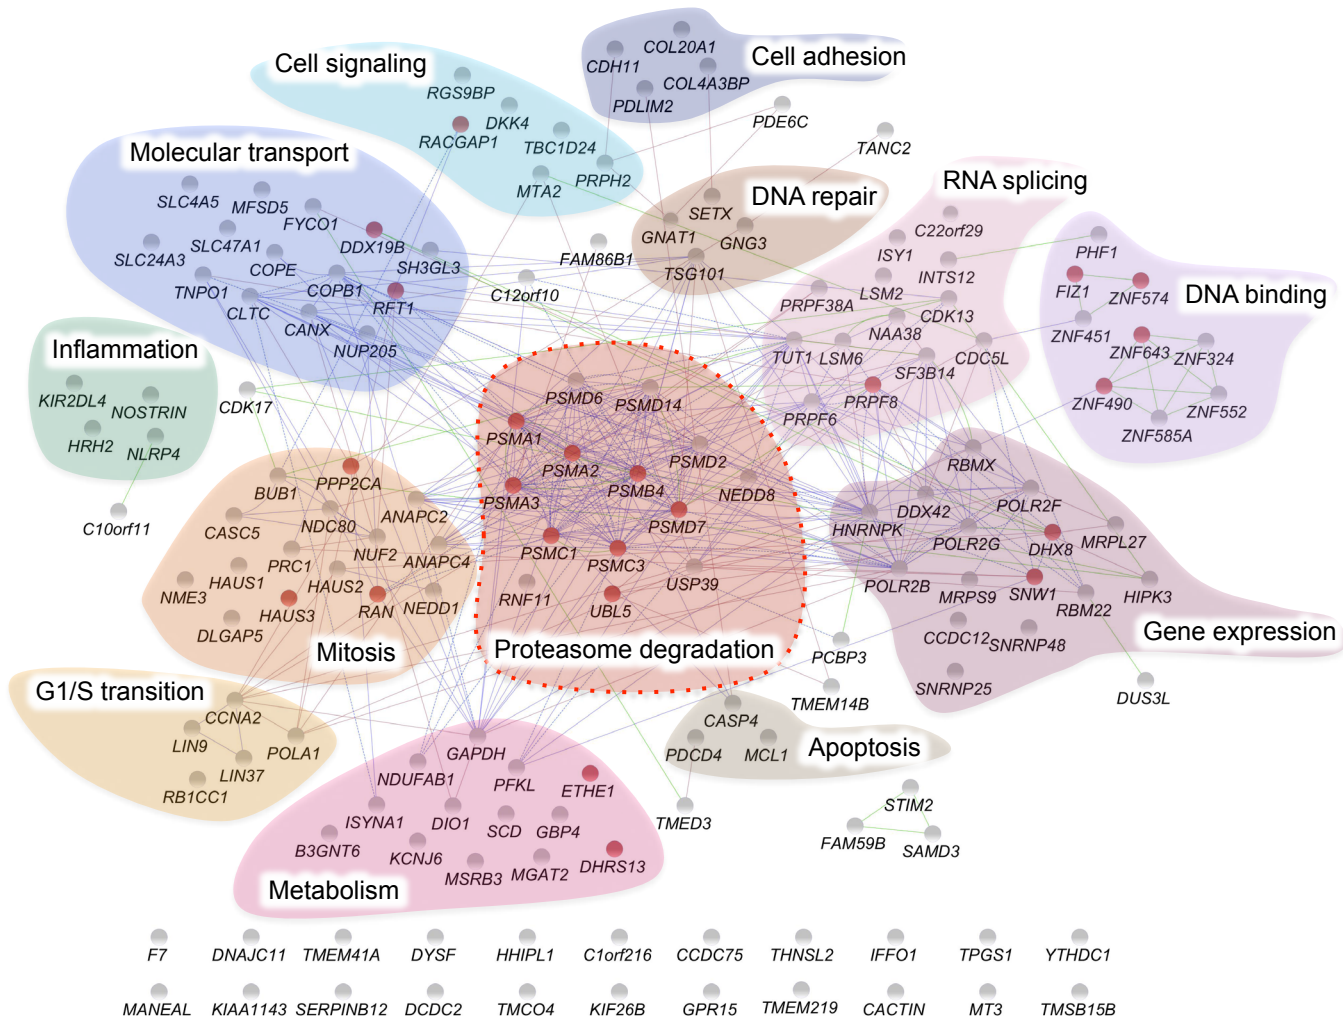 Cell signaling
RGS9BP
DKK4
RACGAP1
TBC1D24
MTA2
PRPH2
COL20A1
CDH11
COL4A3BP
PDLIM2
Cell adhesion
PDE6C
TANC2
Molecular transport
SLC4A5
MFSD5
FYCO1
SLC47A1
DDX19B
SLC24A3
COPE
SH3GL3
TNPO1
COPB1
RFT1
CLTC
CANX
NUP205
FAM86B1
C12orf10
DNA repair
SETX
GNAT1
GNG3
TSG101
RNA splicing
C22orf29
ISY1
INTS12
LSM2
PRPF38A
CDK13
NAA38
TUT1
LSM6
CDC5L
SF3B14
PRPF8
PRPF6
PHF1
FIZ1
ZNF574
DNA binding
ZNF451
ZNF643
ZNF324
ZNF490
ZNF552
ZNF585A
Inflammation
KIR2DL4
NOSTRIN
HRH2
NLRP4
C10orf11
CDK17
PSMD6
PSMD14
PSMA1
PSMA2
PSMD2
PSMA3
PSMB4
NEDD8
PSMD7
PSMC1
PSMC3
USP39
RNF11
UBL5
Proteasome degradation
BUB1
PPP2CA
ANAPC2
CASC5
NDC80
NUF2
PRC1
ANAPC4
HAUS1
HAUS2
NME3
HAUS3
RAN
NEDD1
DLGAP5
Mitosis
RBMX
DDX42
POLR2F
HNRNPK
POLR2G
DHX8
MRPL27
POLR2B
MRPS9
SNW1
RBM22
HIPK3
CCDC12
SNRNP48
Gene expression
SNRNP25
DUS3L
PCBP3
TMEM14B
G1/S transition
CCNA2
LIN9
POLA1
LIN37
RB1CC1
CASP4
PDCD4
MCL1
Apoptosis
GAPDH
NDUFAB1
PFKL
ETHE1
ISYNA1
DIO1
SCD
GBP4
B3GNT6
KCNJ6
MSRB3
MGAT2
DHRS13
Metabolism
TMED3
STIM2
FAM59B
SAMD3
F7 DNAJC11 TMEM41A DYSF HHIPL1 C1orf216 CCDC75 THNSL2 IFFO1 TPGS1 YTHDC1
MANEAL KIAA1143 SERPINB12 DCDC2 TMCO4 KIF26B GPR15 TMEM219 CACTIN MT3 TMSB15B